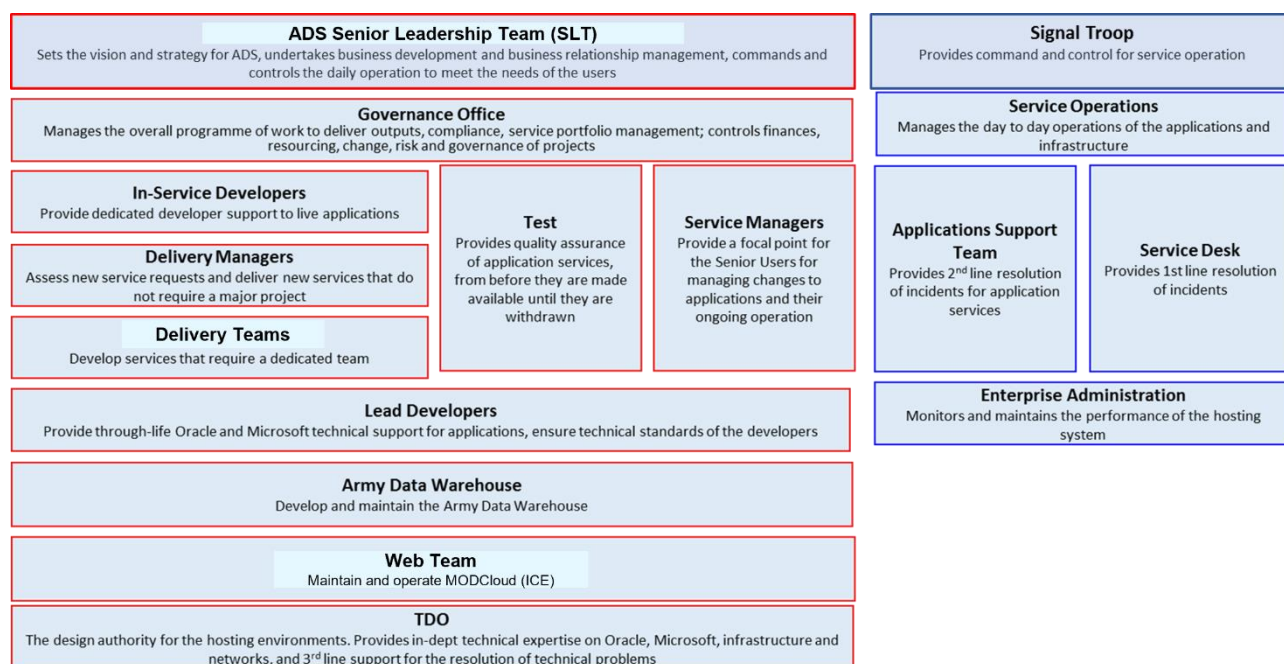 ADS Senior Leadership Team (SLT)
Sets the vision and strategy for ADS, undertakes business development and business relationship management, commands and
controls the daily operation to meet the needs of the users
Governance Office
Manages the overall programme of work to deliver outputs, compliance, service portfolio management; controls finances,
resourcing, change, risk and governance of projects
In-Service Developers
Provide dedicated developer support to live applications
Delivery Managers
Assess new service requests and deliver new services that do
not require a major project
Delivery Teams
Develop services that require a dedicated team
Test
Provides quality assurance
of application services,
from before they are made
available until they are
withdrawn
Service Managers
Provide a focal point for
the Senior Users for
managing changes to
applications and their
ongoing operation
Lead Developers
Provide through-life Oracle and Microsoft technical support for applications, ensure technical standards of the developers
Army Data Warehouse
Develop and maintain the Army Data Warehouse
Web Team
Maintain and operate MODCloud (ICE)
TDO
The design authority for the hosting environments. Provides in-dept technical expertise on Oracle, Microsoft, infrastructure and
networks, and 3rd line support for the resolution of technical problems
Signal Troop
Provides command and control for service operation
Service Operations
Manages the day to day operations of the applications and
infrastructure
Applications Support
Team
Provides 2nd line resolution
of incidents for application
services
Service Desk
Provides 1st line resolution
of incidents
Enterprise Administration
Monitors and maintains the performance of the hosting
system